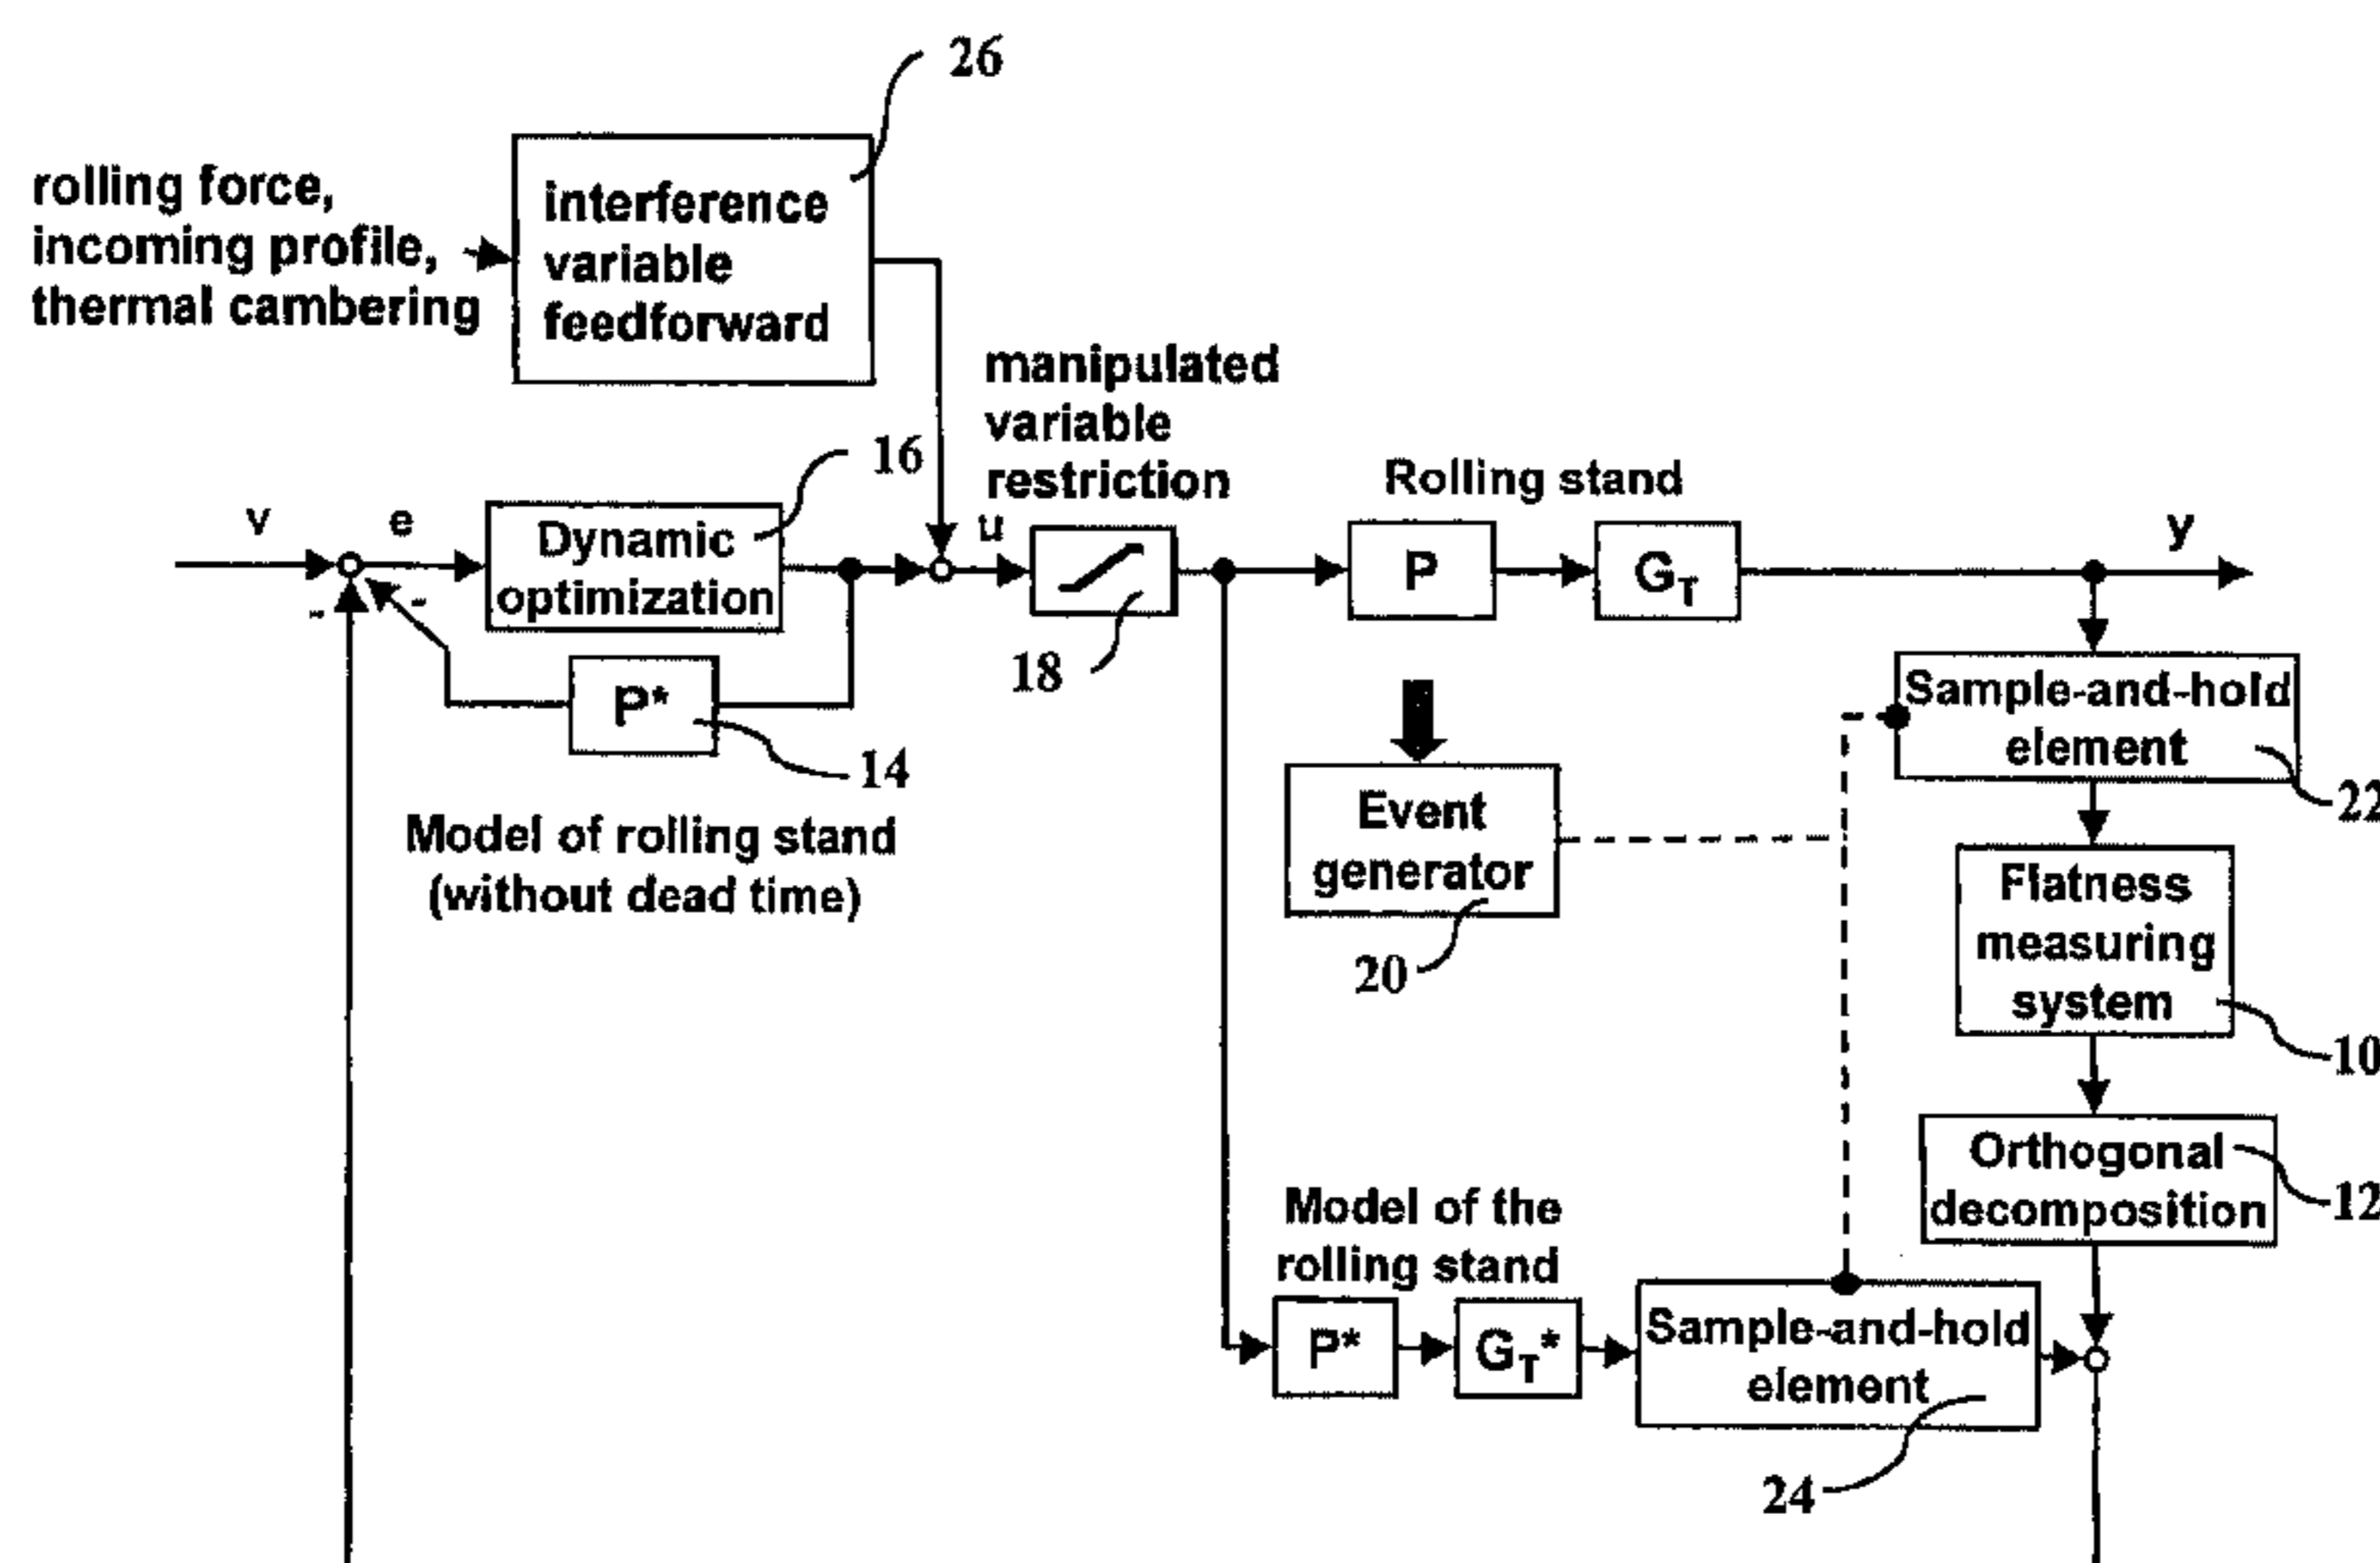 26
rolling force,
incoming profile,
thermal cambering
interference
variable
feedforward
manipulated
variable
restriction
16
v
e
Dynamic
optimization
u
18
Rolling stand
P
GT
y
-
-
P*
14
Model of rolling stand
(without dead time)
Sample-and-hold
element
22
Event
generator
20
Flatness
measuring
system
10
Orthogonal
decomposition
12
Model of the
rolling stand
P*
GT*
Sample-and-hold
element
24